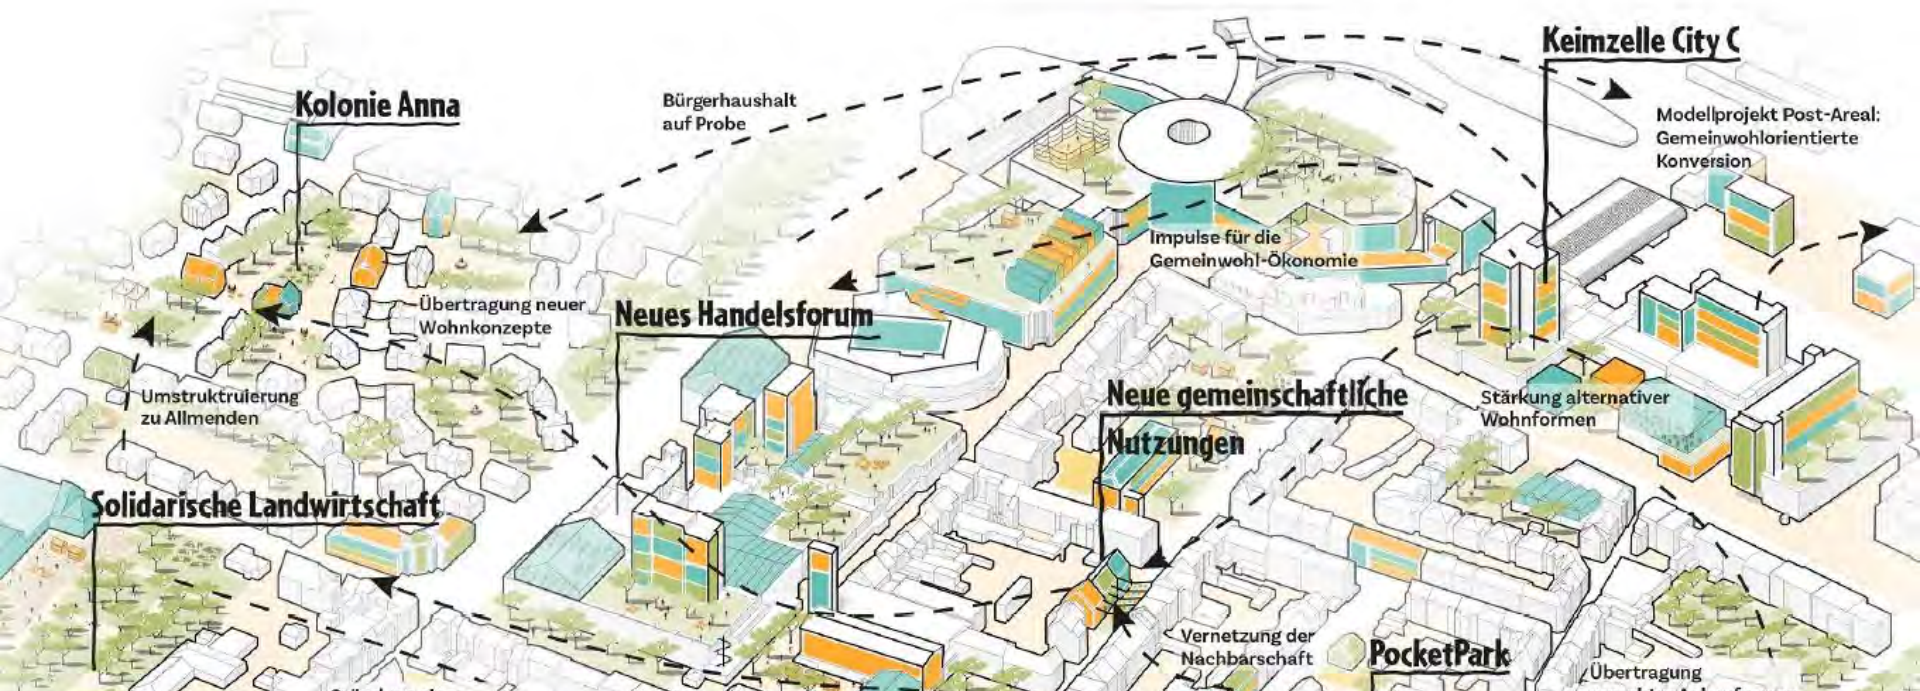 Keimzelle City C
Kolonie Anna
Bürgerhaushalt
auf Probe
Modellprojekt Post-Areal:
Gemeinwohlorientierte
Konversion
Impulse für die
Gemeinwohl-Ökonomie
Übertragung neuer
Wohnkonzepte
Neues Handelsforum
Umstruktruierung
zu Allmenden
Neue gemeinschaftliche
Nutzungen
Stärkung alternativer
Wohnformen
Solidarische Landwirtschaft
Vernetzung der
Nachbarschaft
PocketPark
Übertragung